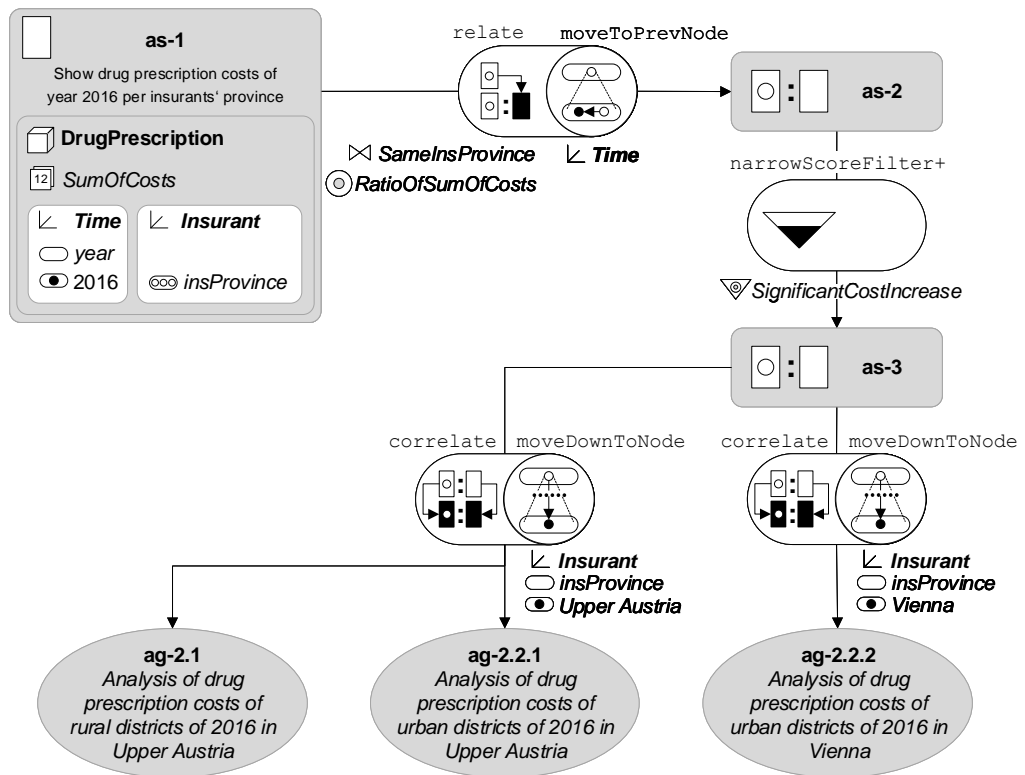 as-1
Show drug prescription costs of
year 2016 per insurants‘ province
DrugPrescription
12
SumOfCosts
Time
Insurant
year
2016
insProvince
relate
moveToPrevNode
:
SameInsProvince
Time
RatioOfSumOfCosts
:
as-2
narrowScoreFilter+
SignificantCostIncrease
:
as-3
correlate
moveDownToNode
:
:
Insurant
insProvince
Upper Austria
correlate
moveDownToNode
:
:
Insurant
insProvince
Vienna
ag-2.1
Analysis of drug
prescription costs of
rural districts of 2016 in
Upper Austria
ag-2.2.1
Analysis of drug
prescription costs of
urban districts of 2016 in
Upper Austria
ag-2.2.2
Analysis of drug
prescription costs of
urban districts of 2016 in
Vienna